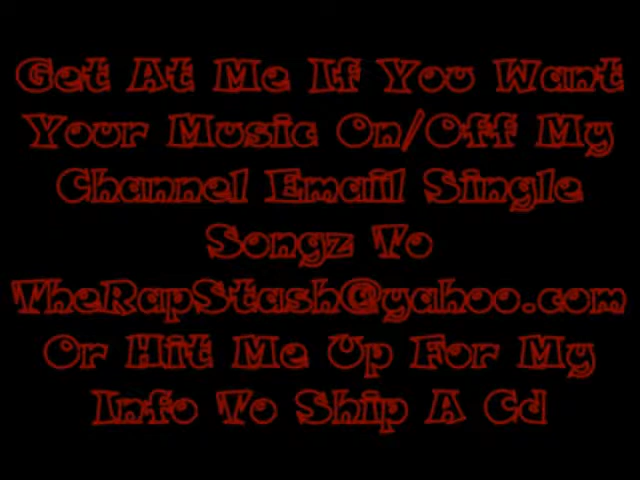 Get At Me If You Want
Your Music On/Off My
Channel Email Single
Songz To
TheRapStash@yahoo.com
Or Hit Me Up For My
Info To Ship A Cd